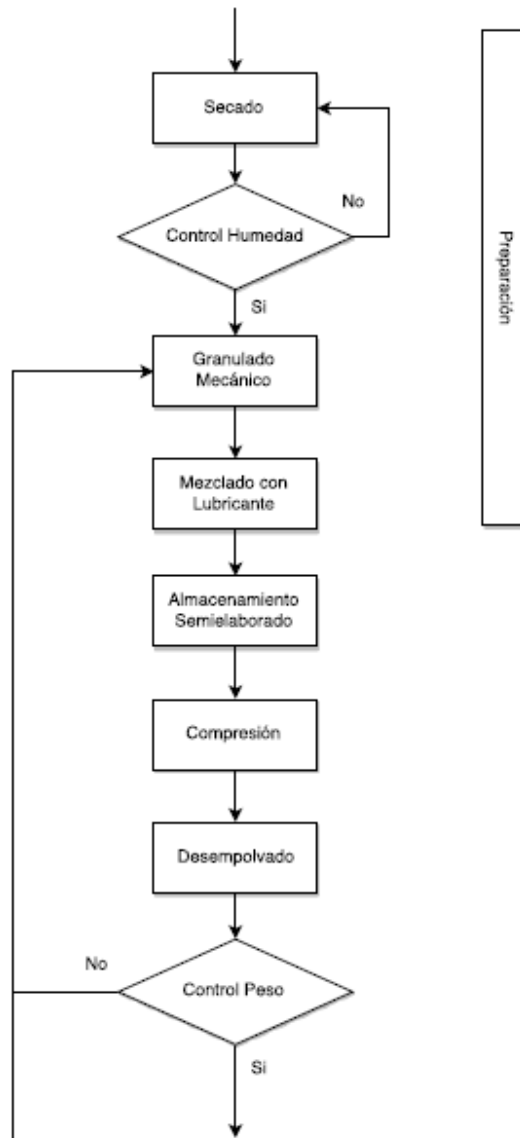 Secado
No
Control Humedad
Si
Preparación
Granulado
Mecánico
Mezclado con
Lubricante
Almacenamiento
Semielaborado
Compresión
Desempolvado
No
Control Peso
Si